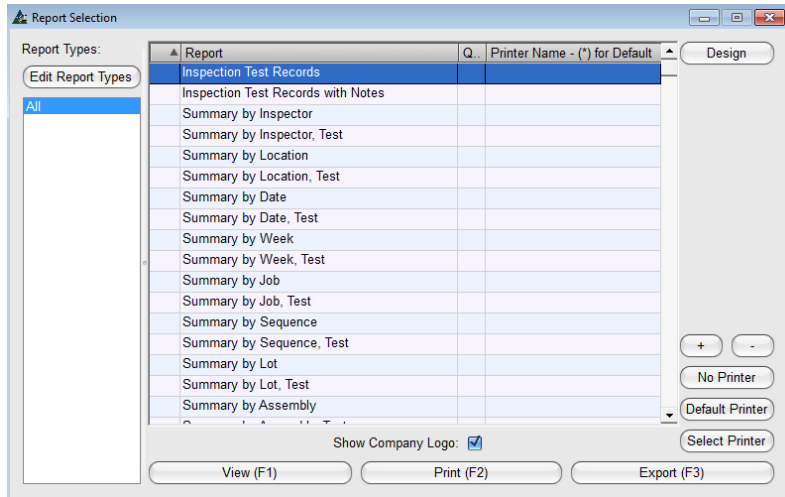 Report Selection
Report Types:
Edit Report Types
All
Report Q.. Printer Name - (*) for Default
Inspection Test Records
Inspection Test Records with Notes
Summary by Inspector
Summary by Inspector, Test
Summary by Location
Summary by Location, Test
Summary by Date
Summary by Date, Test
Summary by Week
Summary by Week, Test
Summary by Job
Summary by Job, Test
Summary by Sequence
Summary by Sequence, Test
Summary by Lot
Summary by Lot, Test
Summary by Assembly
Design
+ -
No Printer
Default Printer
Select Printer
Show Company Logo:
View (F1) Print (F2) Export (F3)